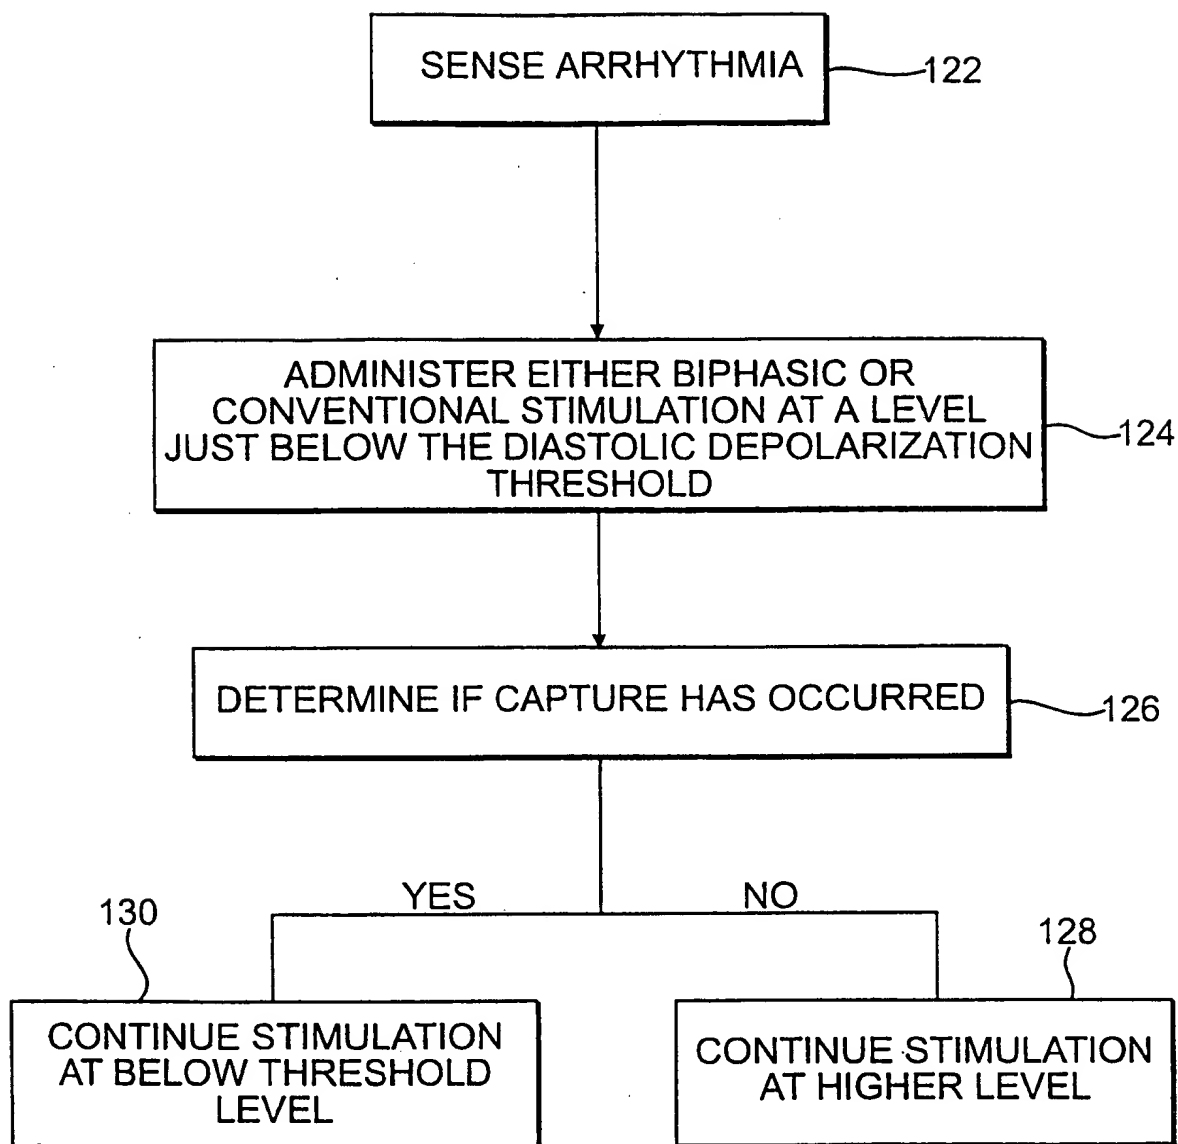 SENSE ARRHYTHMIA
122
ADMINISTER EITHER BIPHASIC OR
CONVENTIONAL STIMULATION AT A LEVEL
JUST BELOW THE DIASTOLIC DEPOLARIZATION
THRESHOLD
124
DETERMINE IF CAPTURE HAS OCCURRED
126
YES
NO
130
128
CONTINUE STIMULATION
AT BELOW THRESHOLD
LEVEL
CONTINUE STIMULATION
AT HIGHER LEVEL